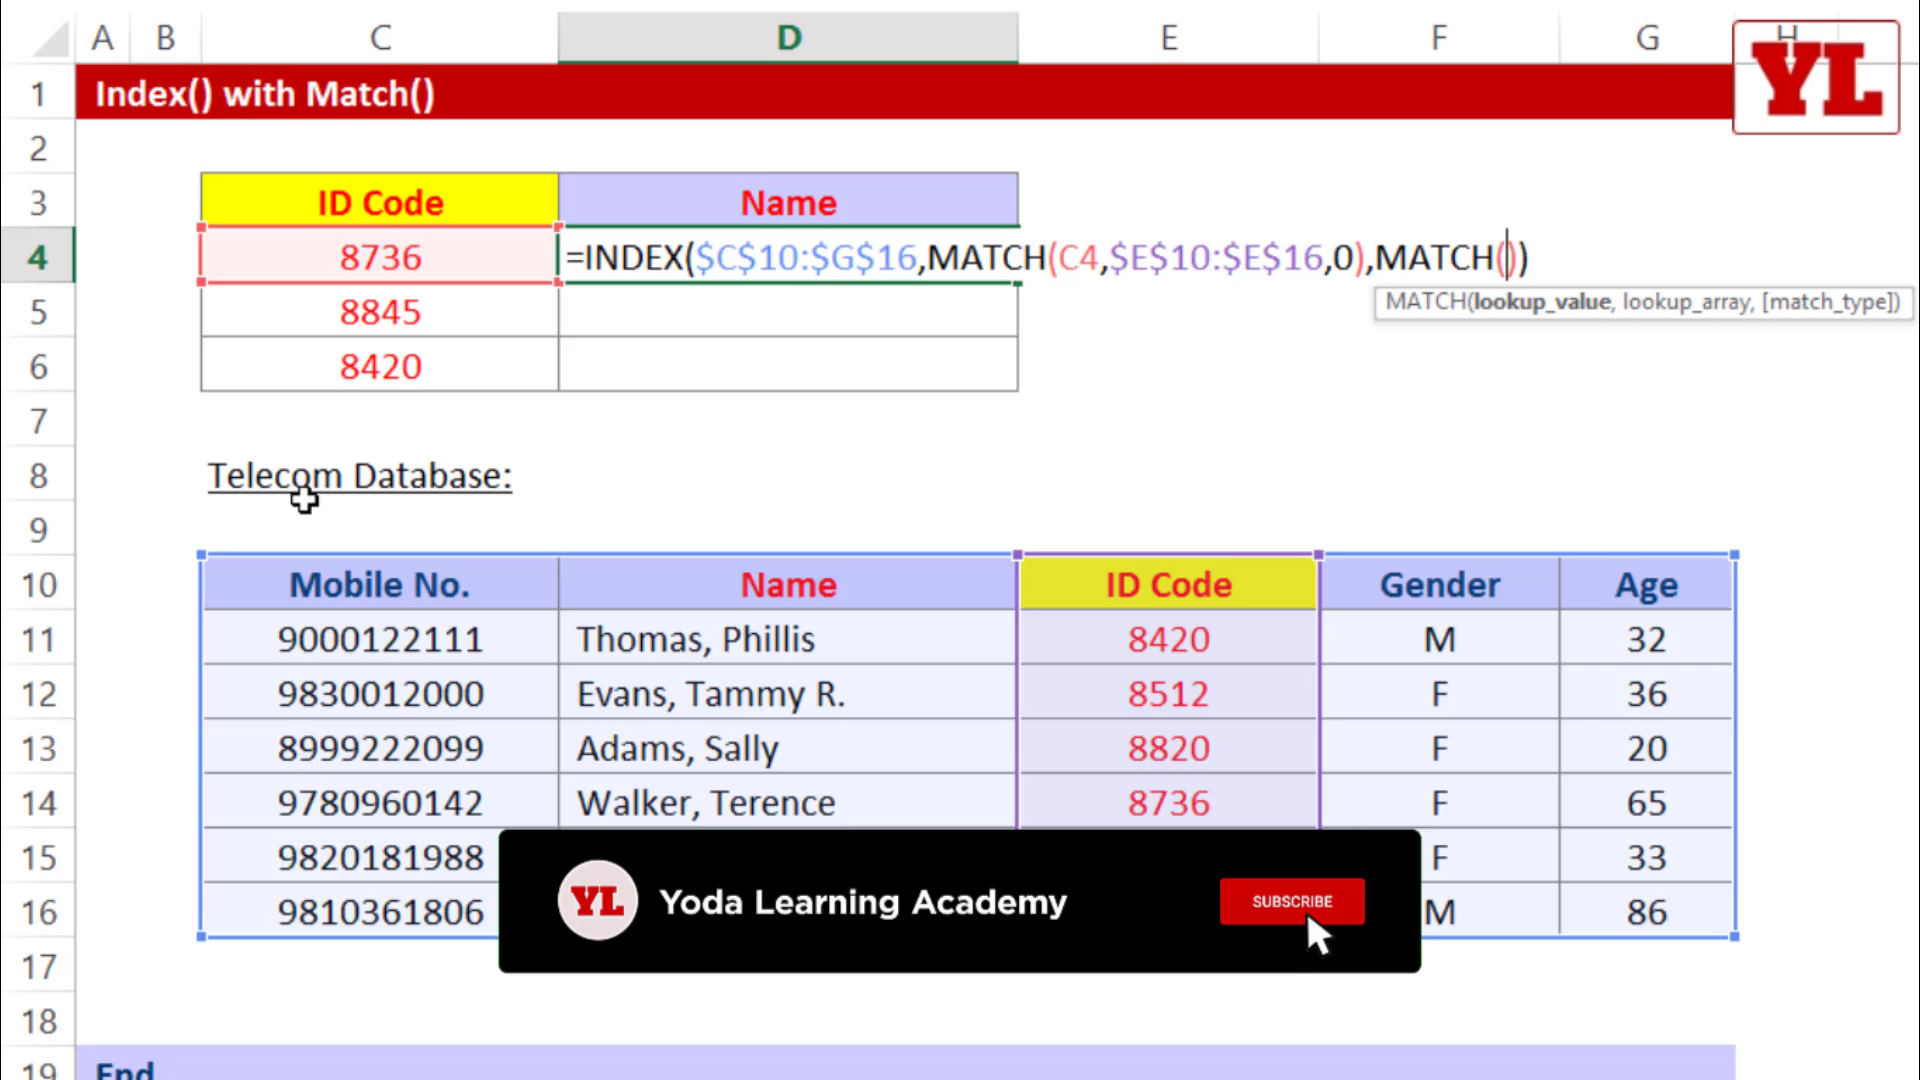 A B C D E F G H
YL
1 Index() with Match()
2
3 ID Code Name
4 8736 =INDEX($C$10:$G$16,MATCH(C4,$E$10:$E$16,0),MATCH())
MATCH(lookup_value, lookup_array, [match_type])
5 8845
6 8420
7
8 Telecom Database:
9
10 Mobile No. Name ID Code Gender Age
11 9000122111 Thomas, Phillis 8420 M 32
12 9830012000 Evans, Tammy R. 8512 F 36
13 8999222099 Adams, Sally 8820 F 20
14 9780960142 Walker, Terence 8736 F 65
15 9820181988 F 33
16 9810361806 M 86
YL Yoda Learning Academy SUBSCRIBE
17
18
19 End